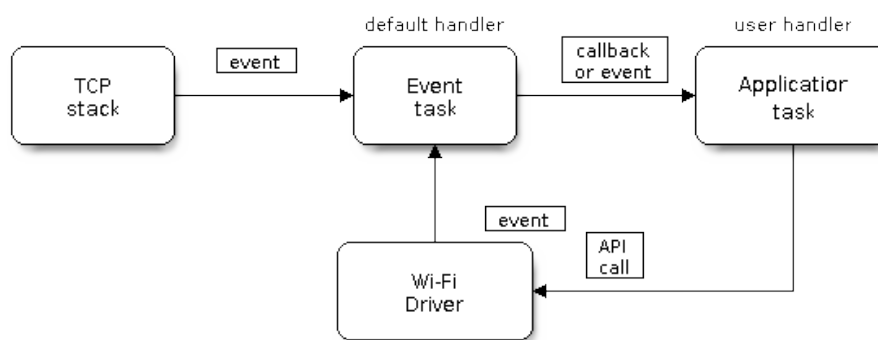 default handler
user handler
event
callback
or event
TCP
stack
Event
task
Application
task
event
API
call
Wi-Fi
Driver